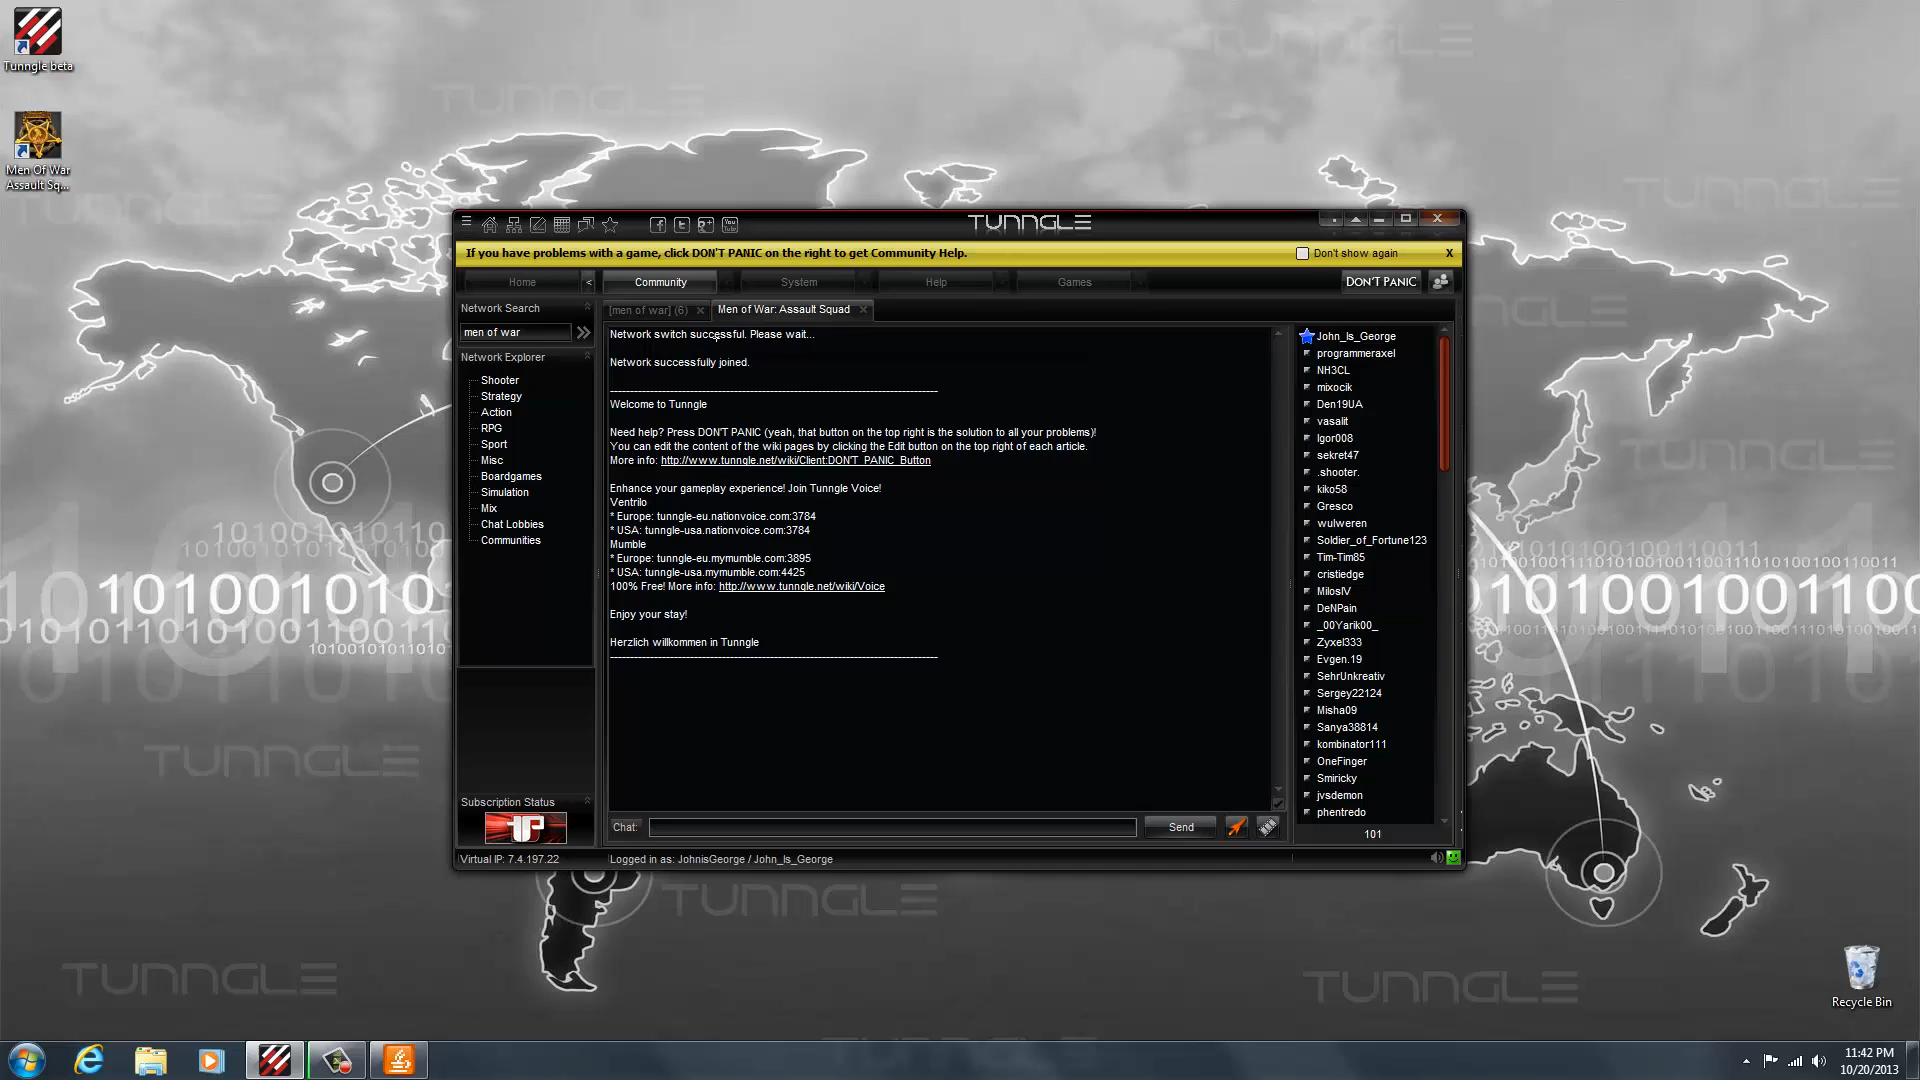 Tunngle beta
Men Of War
Assault Sq...
TUNNGLE
If you have problems with a game, click DON'T PANIC on the right to get Community Help.
Don't show again
X
Home
<
Community
System
Help
Games
DON'T PANIC
Network Search
men of war
Network Explorer
Shooter
Strategy
Action
RPG
Sport
Misc
Boardgames
Simulation
Mix
Chat Lobbies
Communities
Subscription Status
[men of war] (6)
Men of War: Assault Squad
Network switch successful. Please wait...
Network successfully joined.
Welcome to Tunngle
Need help? Press DON'T PANIC (yeah, that button on the top right is the solution to all your problems)!
You can edit the content of the wiki pages by clicking the Edit button on the top right of each article.
More info: http://www.tunngle.net/wiki/Client:DON'T_PANIC_Button
Enhance your gameplay experience! Join Tunngle Voice!
Ventrilo
* Europe: tunngle-eu.nationvoice.com:3784
* USA: tunngle-usa.nationvoice.com:3784
Mumble
* Europe: tunngle-eu.mymumble.com:3895
* USA: tunngle-usa.mymumble.com:4425
100% Free! More info: http://www.tunngle.net/wiki/Voice
Enjoy your stay!
Herzlich willkommen in Tunngle
John_Is_George
programmeraxel
NH3CL
mixocik
Den19UA
vasalit
Igor008
sekret47
.shooter.
kiko58
Gresco
wulweren
Soldier_of_Fortune123
Tim-Tim85
cristiedge
MilosIV
DeNPain
_00Yarik00_
Zyxel333
Evgen.19
SehrUnkreativ
Sergey22124
Misha09
Sanya38814
kombinator111
OneFinger
Smiricky
jvsdemon
phentredo
101
Chat:
Send
Virtual IP: 7.4.197.22
Logged in as: JohnisGeorge / John_Is_George
Recycle Bin
11:42 PM
10/20/2013